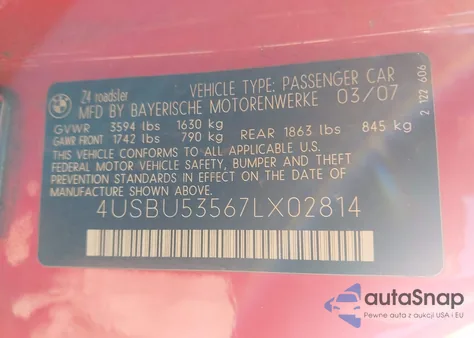 BMW
Z4 roadster
VEHICLE TYPE: PASSENGER CAR
MFD BY BAYERISCHE MOTORENWERKE 03/07
GVWR 3594 lbs 1630 kg
GAWR FRONT 1742 lbs 790 kg REAR 1863 lbs 845 kg
THIS VEHICLE CONFORMS TO ALL APPLICABLE U.S.
FEDERAL MOTOR VEHICLE SAFETY, BUMPER AND THEFT
PREVENTION STANDARDS IN EFFECT ON THE DATE OF
MANUFACTURE SHOWN ABOVE.
4USBU53567LX02814
2 122 606
autaSnap
Pewne auta z aukcji USA i EU